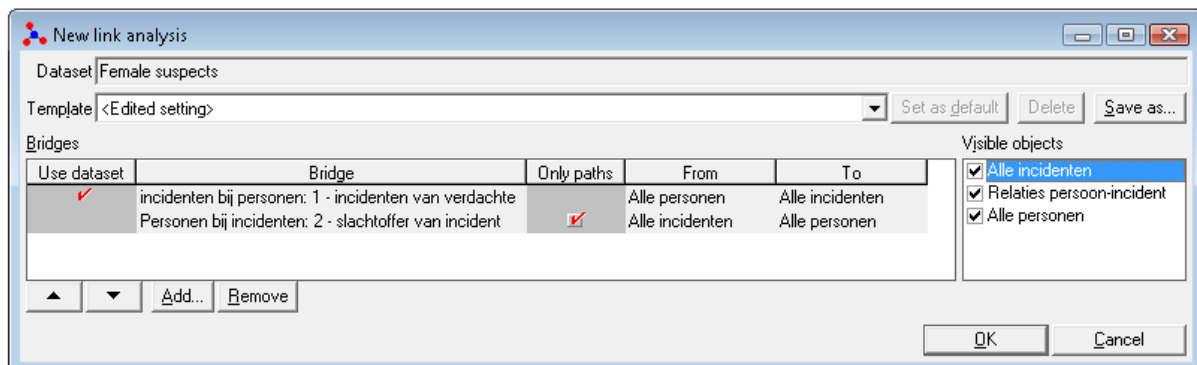 New link analysis
Dataset Female suspects
Template <Edited setting> Set as default Delete Save as...
Bridges Visible objects
Use dataset Bridge Only paths From To
Alle incidenten
incidenten bij personen: 1 - incidenten van verdachte Alle personen Alle incidenten
Relaties persoon-incident
Personen bij incidenten: 2 - slachtoffer van incident Alle incidenten Alle personen
Alle personen
Add... Remove
OK Cancel